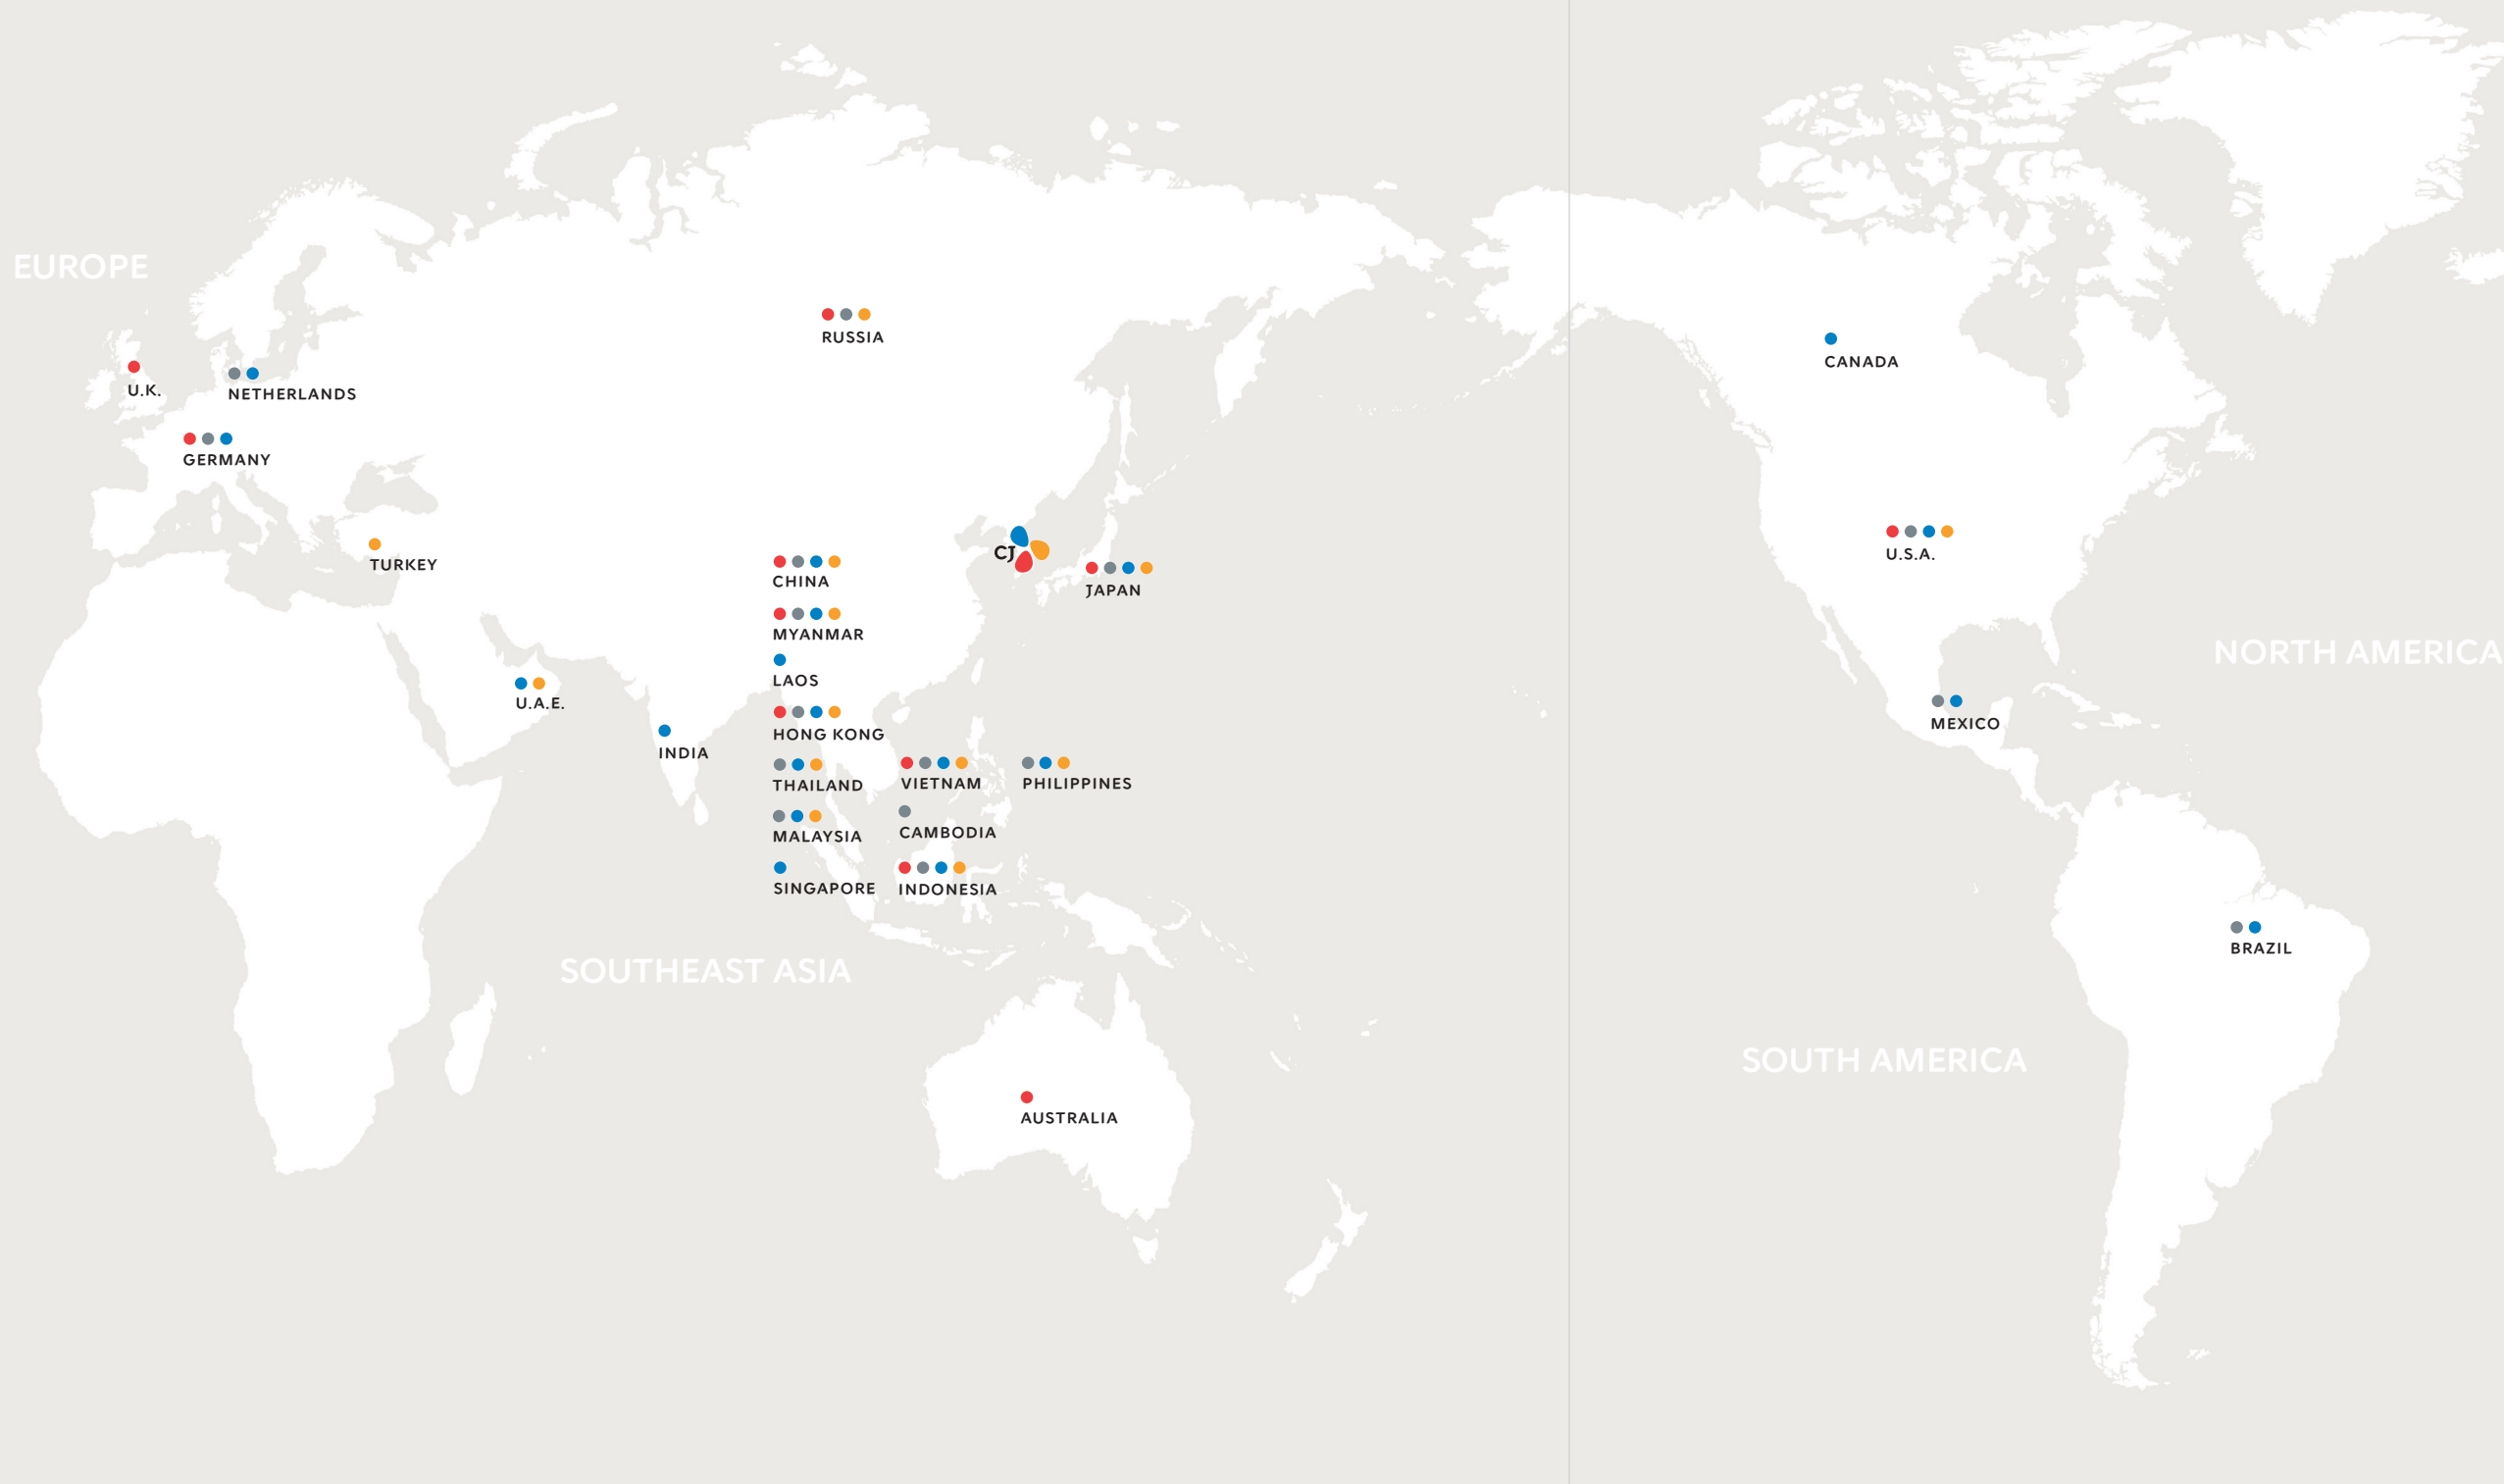 EUROPE
RUSSIA
CANADA
U.K.
NETHERLANDS
GERMANY
U.S.A.
TURKEY
CJ
CHINA
JAPAN
MYANMAR
NORTH AMERICA
LAOS
U.A.E.
MEXICO
HONG KONG
INDIA
THAILAND
VIETNAM
PHILIPPINES
MALAYSIA
CAMBODIA
SINGAPORE
INDONESIA
BRAZIL
SOUTHEAST ASIA
SOUTH AMERICA
AUSTRALIA